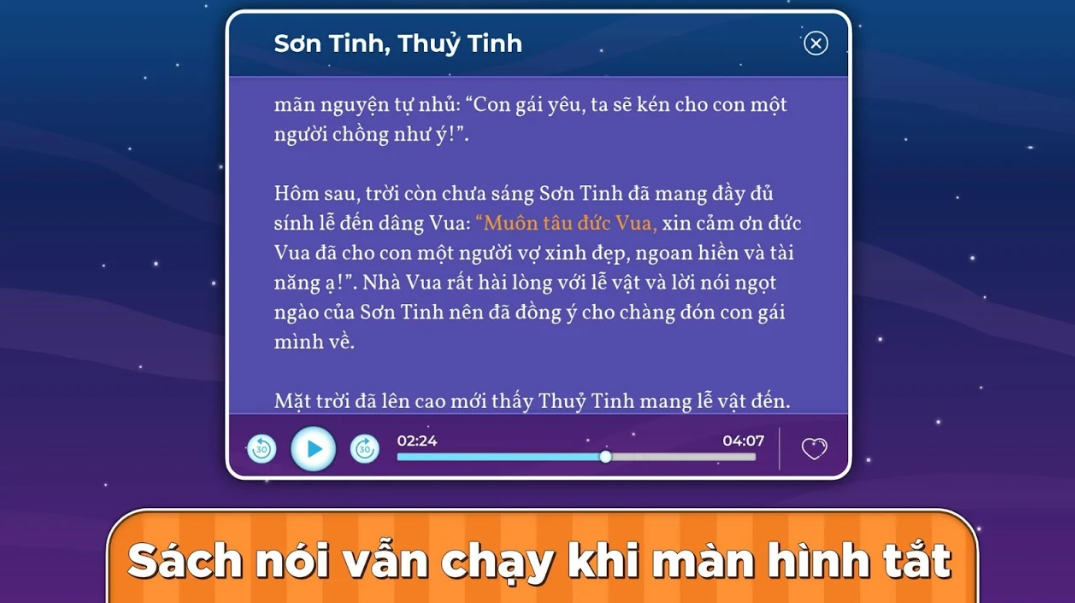 Sơn Tinh, Thuỷ Tinh
mãn nguyện tự nhủ: “Con gái yêu, ta sẽ kén cho con một
người chồng như ý!”.
Hôm sau, trời còn chưa sáng Sơn Tinh đã mang đầy đủ
sính lễ đến dâng Vua: “Muôn tâu đức Vua, xin cảm ơn đức
Vua đã cho con một người vợ xinh đẹp, ngoan hiền và tài
năng ạ!”. Nhà Vua rất hài lòng với lễ vật và lời nói ngọt
ngào của Sơn Tinh nên đã đồng ý cho chàng đón con gái
mình về.
Mặt trời đã lên cao mới thấy Thuỷ Tinh mang lễ vật đến.
30
30
02:24
04:07
Sách nói vẫn chạy khi màn hình tắt